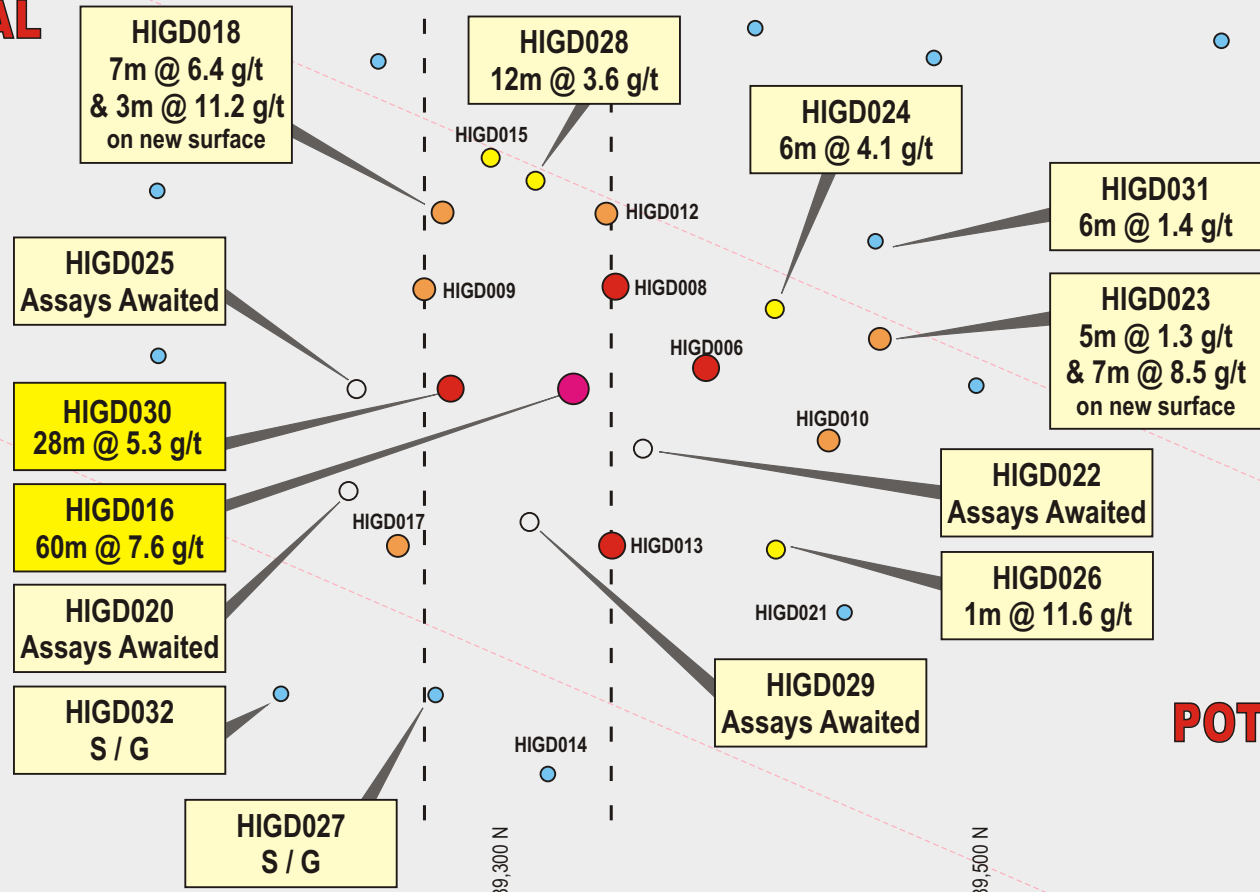 AL
HIGD018
7m @ 6.4 g/t
& 3m @ 11.2 g/t
on new surface
HIGD028
12m @ 3.6 g/t
HIGD015
HIGD024
6m @ 4.1 g/t
HIGD031
6m @ 1.4 g/t
HIGD012
HIGD025
Assays Awaited
HIGD009
HIGD008
HIGD023
5m @ 1.3 g/t
& 7m @ 8.5 g/t
on new surface
HIGD006
HIGD030
28m @ 5.3 g/t
HIGD010
HIGD022
Assays Awaited
HIGD016
60m @ 7.6 g/t
HIGD017
HIGD013
HIGD026
1m @ 11.6 g/t
HIGD020
Assays Awaited
HIGD021
HIGD029
Assays Awaited
HIGD032
S / G
POT
HIGD014
HIGD027
S / G
39,300 N
39,500 N